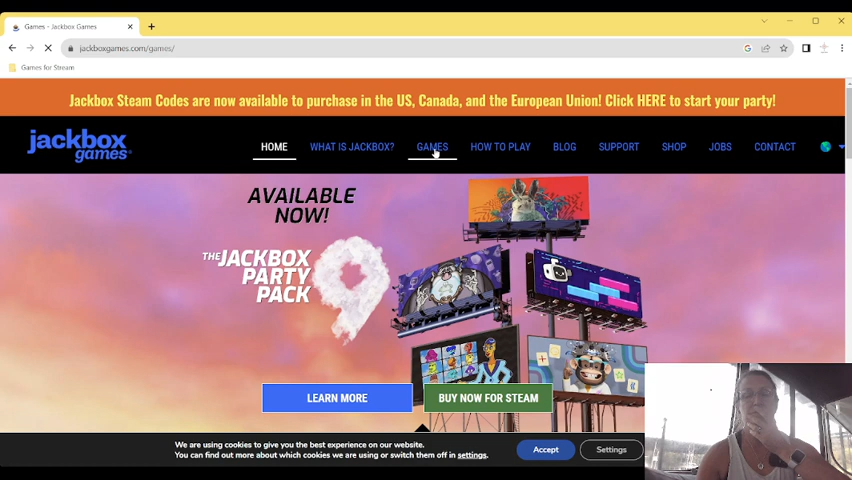 Games - Jackbox Games
jackboxgames.com/games/
Games for Stream
Jackbox Steam Codes are now available to purchase in the US, Canada, and the European Union! Click HERE to start your party!
jackbox
games
HOME WHAT IS JACKBOX? GAMES HOW TO PLAY BLOG SUPPORT SHOP JOBS CONTACT
AVAILABLE
NOW!
THE JACKBOX
PARTY
PACK
9
LEARN MORE BUY NOW FOR STEAM
We are using cookies to give you the best experience on our website.
You can find out more about which cookies we are using or switch them off in settings.
Accept Settings